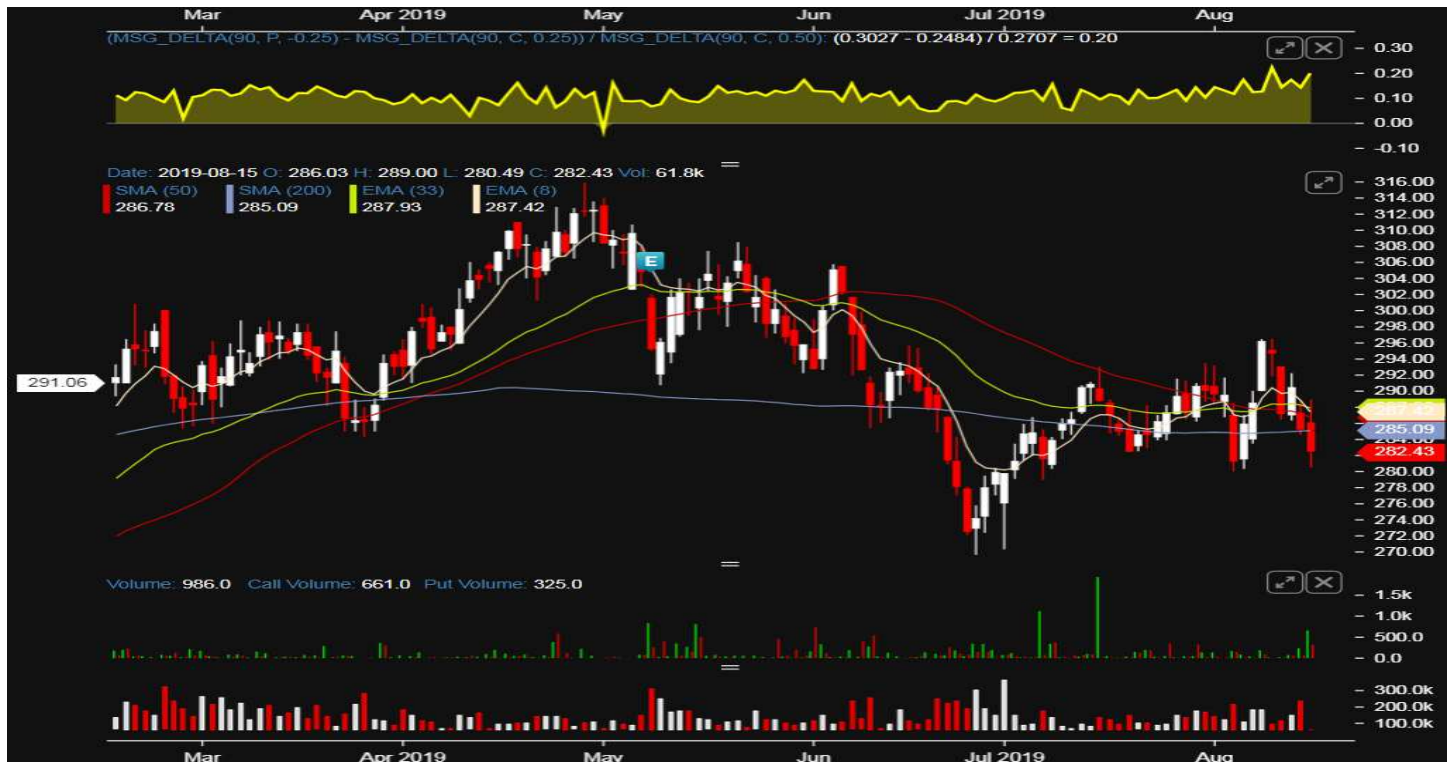 Mar Apr 2019 May Jun Jul 2019 Aug
(MSG_DELTA(90, P, -0.25) - MSG_DELTA(90, C, 0.25)) / MSG_DELTA(90, C, 0.50): (0.3027 - 0.2484) / 0.2707 = 0.20
0.30
0.20
0.10
0.00
-0.10
Date: 2019-08-15 O: 286.03 H: 289.00 L: 280.49 C: 282.43 Vol: 61.8k
SMA (50) SMA (200) EMA (33) EMA (8)
286.78 285.09 287.93 287.42
316.00
314.00
312.00
310.00
308.00
E
306.00
304.00
302.00
300.00
298.00
296.00
294.00
292.00
291.06
290.00
287.42
285.09
284.00
282.43
280.00
278.00
276.00
274.00
272.00
270.00
Volume: 986.0 Call Volume: 661.0 Put Volume: 325.0
1.5k
1.0k
500.0
0.0
300.0k
200.0k
100.0k
Mar Apr 2019 May Jun Jul 2019 Aug